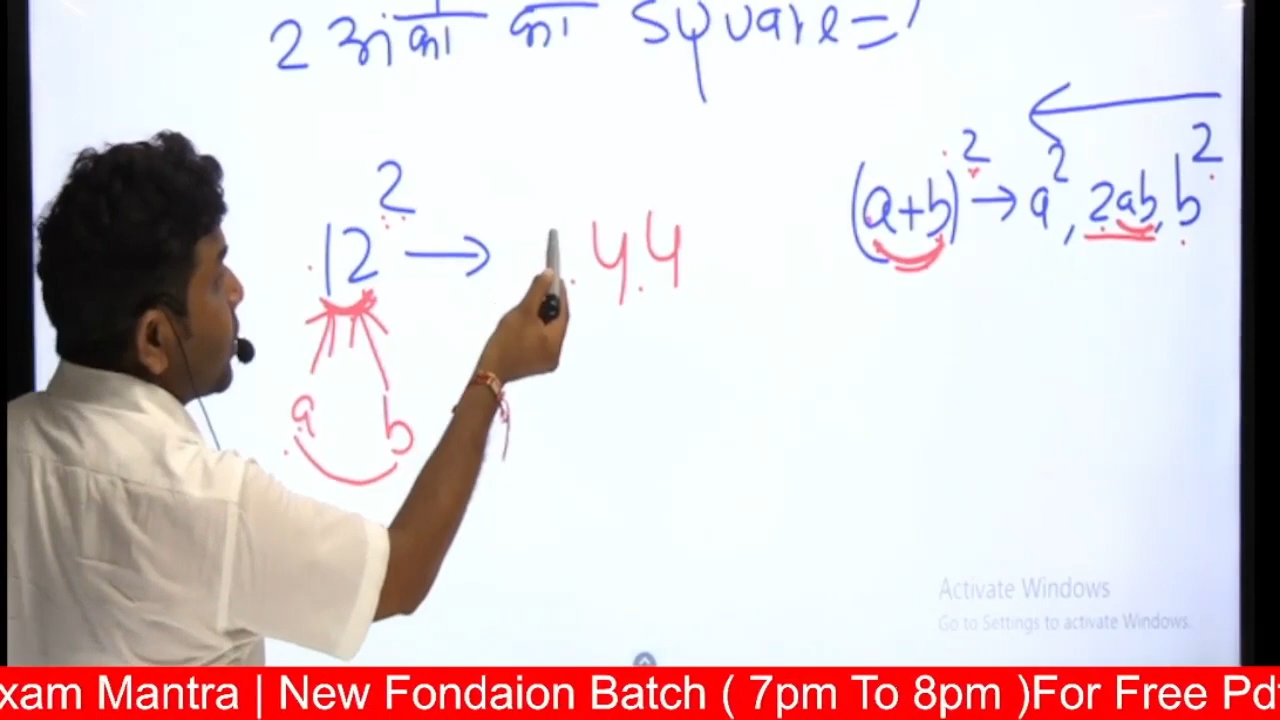 2 अंको का Square = ?
12² → 44
(a+b)² → a², 2ab, b²
a b
Activate Windows
Go to Settings to activate Windows.
xam Mantra | New Fondaion Batch ( 7pm To 8pm )For Free Pd